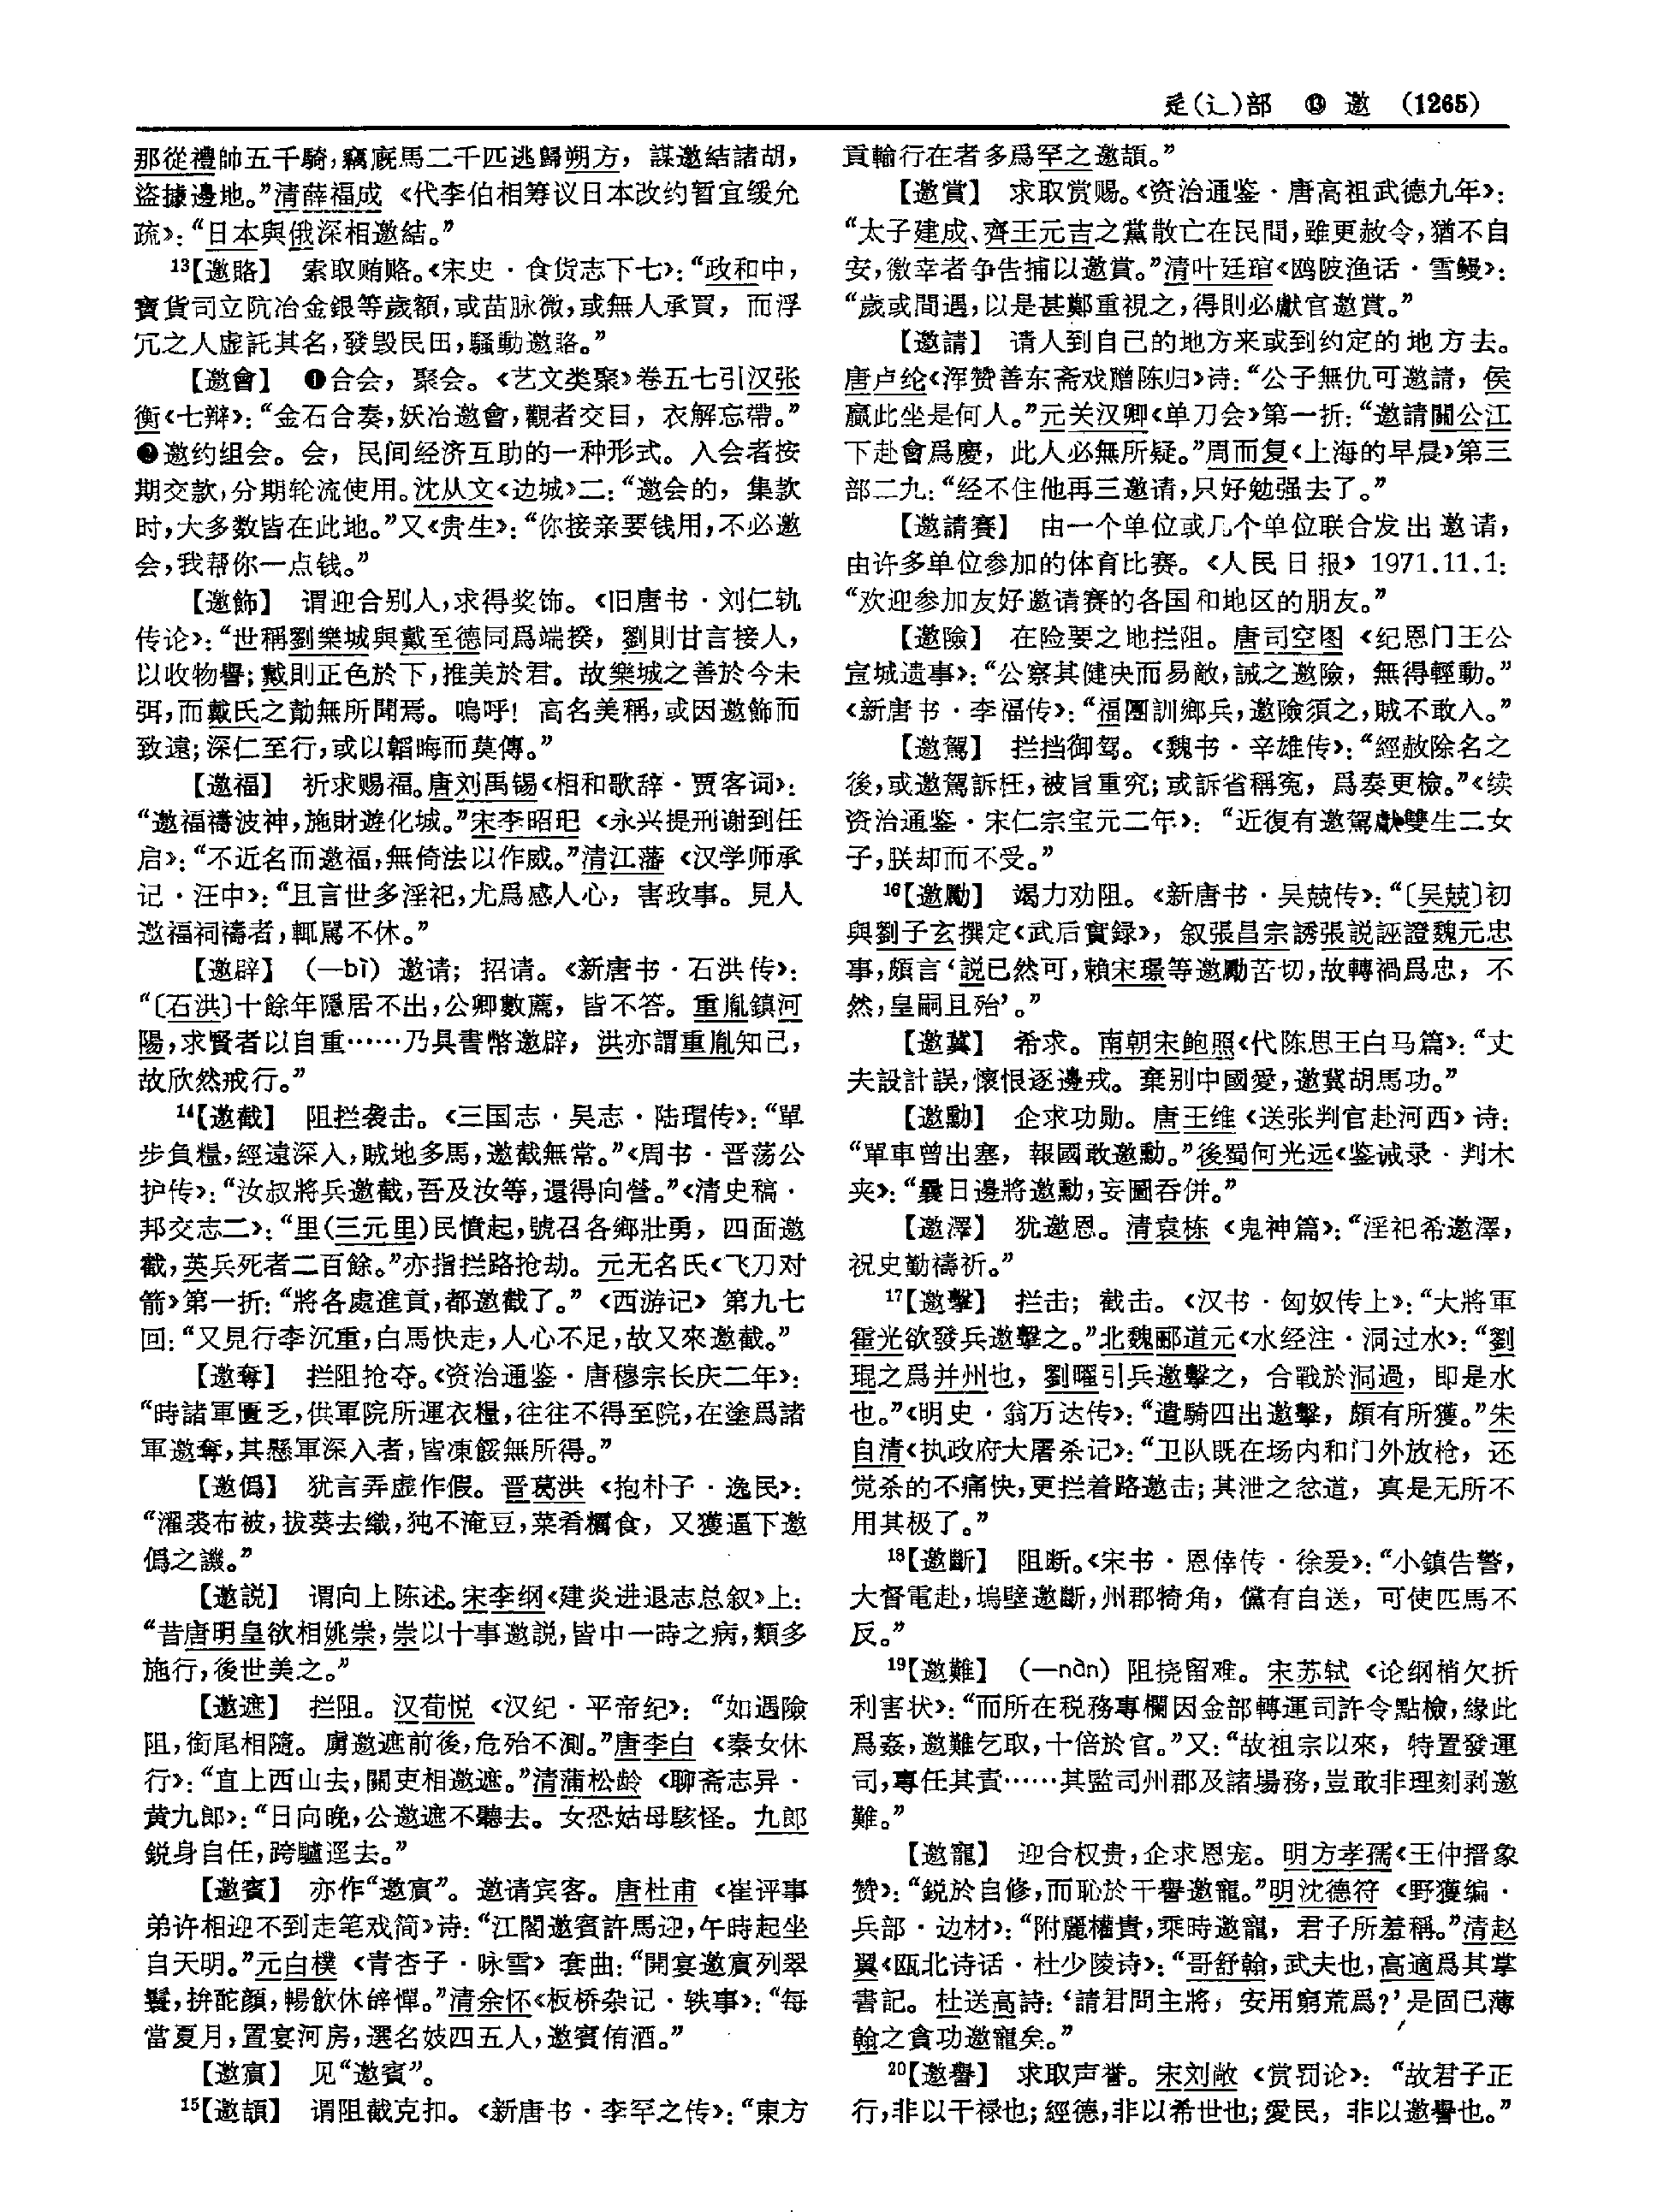 辵(辶)部 ⓭ 邀 (1265)
那從禮帥五千騎，竊廐馬二千匹逃歸朔方，謀邀結諸胡，
盜據邊地。”清薛福成《代李伯相筹议日本改约暂宜缓允
疏》：“日本與俄深相邀結。”
13【邀賂】 索取贿赂。《宋史·食货志下七》：“政和中，
寶貨司立阬冶金銀等歲額，或苗脉微，或無人承買，而浮
冗之人虚託其名，發毁民田，騷動邀賂。”
【邀會】 ❶合会，聚会。《艺文类聚》卷五七引汉张
衡《七辩》：“金石合奏，妖冶邀會，觀者交目，衣解忘帶。”
❷邀约组会。会，民间经济互助的一种形式。入会者按
期交款，分期轮流使用。沈从文《边城》二：“邀会的，集款
时，大多数皆在此地。”又《贵生》：“你接亲要钱用，不必邀
会，我帮你一点钱。”
【邀飾】 谓迎合别人，求得奖饰。《旧唐书·刘仁轨
传论》：“世稱劉樂城與戴至德同爲端揆，劉則甘言接人，
以收物譽；戴則正色於下，推美於君。故樂城之善於今未
弭，而戴氏之勣無所聞焉。嗚呼！高名美稱，或因邀飾而
致遠；深仁至行，或以韜晦而莫傳。”
【邀福】 祈求赐福。唐刘禹锡《相和歌辞·贾客词》：
“邀福禱波神，施財遊化城。”宋李昭玘《永兴提刑谢到任
启》：“不近名而邀福，無倚法以作威。”清江藩《汉学师承
记·汪中》：“且言世多淫祀，尤爲惑人心，害政事。見人
邀福祠禱者，輒駡不休。”
【邀辟】 （—bì）邀请；招请。《新唐书·石洪传》：
“〔石洪〕十餘年隱居不出，公卿數薦，皆不答。重胤鎮河
陽，求賢者以自重……乃具書幣邀辟，洪亦謂重胤知己，
故欣然戒行。”
14【邀截】 阻拦袭击。《三国志·吴志·陆瑁传》：“單
步負糧，經遠深入，賊地多馬，邀截無常。”《周书·晋荡公
护传》：“汝叔將兵邀截，吾及汝等，還得向營。”《清史稿·
邦交志二》：“里（三元里）民憤起，號召各鄉壯勇，四面邀
截，英兵死者二百餘。”亦指拦路抢劫。元无名氏《飞刀对
箭》第一折：“將各處進貢，都邀截了。”《西游记》第九七
回：“又見行李沉重，白馬快走，人心不足，故又來邀截。”
【邀奪】 拦阻抢夺。《资治通鉴·唐穆宗长庆二年》：
“時諸軍匱乏，供軍院所運衣糧，往往不得至院，在塗爲諸
軍邀奪，其懸軍深入者，皆凍餒無所得。”
【邀僞】 犹言弄虚作假。晋葛洪《抱朴子·逸民》：
“濯裘布被，拔葵去織，㹠不淹豆，菜肴糲食，又獲逼下邀
僞之譏。”
【邀説】 谓向上陈述。宋李纲《建炎进退志总叙》上：
“昔唐明皇欲相姚崇，崇以十事邀説，皆中一時之病，類多
施行，後世美之。”
【邀遮】 拦阻。汉荀悦《汉纪·平帝纪》：“如遇險
阻，銜尾相隨。虜邀遮前後，危殆不測。”唐李白《秦女休
行》：“直上西山去，關吏相邀遮。”清蒲松龄《聊斋志异·
黄九郎》：“日向晚，公邀遮不聽去。女恐姑母駭怪。九郎
鋭身自任，跨驢逕去。”
【邀賓】 亦作“邀賔”。邀请宾客。唐杜甫《崔评事
弟许相迎不到走笔戏简》诗：“江閣邀賓許馬迎，午時起坐
自天明。”元白樸《青杏子·咏雪》套曲：“開宴邀賔列翠
鬟，拚酡顔，暢飲休辭憚。”清余怀《板桥杂记·轶事》：“每
當夏月，置宴河房，選名妓四五人，邀賓侑酒。”
【邀賔】 见“邀賓”。
15【邀頡】 谓阻截克扣。《新唐书·李罕之传》：“東方
貢輸行在者多爲罕之邀頡。”
【邀賞】 求取赏赐。《资治通鉴·唐高祖武德九年》：
“太子建成、齊王元吉之黨散亡在民間，雖更赦令，猶不自
安，徼幸者争告捕以邀賞。”清叶廷琯《鸥陂渔话·雪鳗》：
“歲或間遇，以是甚鄭重視之，得則必獻官邀賞。”
【邀請】 请人到自己的地方来或到约定的地方去。
唐卢纶《浑赞善东斋戏赠陈归》诗：“公子無仇可邀請，侯
嬴此坐是何人。”元关汉卿《单刀会》第一折：“邀請關公江
下赴會爲慶，此人必無所疑。”周而复《上海的早晨》第三
部二九：“经不住他再三邀请，只好勉强去了。”
【邀請賽】 由一个单位或几个单位联合发出邀请，
由许多单位参加的体育比赛。《人民日报》1971.11.1：
“欢迎参加友好邀请赛的各国和地区的朋友。”
【邀險】 在险要之地拦阻。唐司空图《纪恩门王公
宣城遗事》：“公察其健决而易敵，誡之邀險，無得輕動。”
《新唐书·李福传》：“福團訓鄉兵，邀險須之，賊不敢入。”
【邀駕】 拦挡御驾。《魏书·辛雄传》：“經赦除名之
後，或邀駕訴枉，被旨重究；或訴省稱冤，爲奏更檢。”《续
资治通鉴·宋仁宗宝元二年》：“近復有邀駕獻雙生二女
子，朕却而不受。”
16【邀勵】 竭力劝阻。《新唐书·吴兢传》：“〔吴兢〕初
與劉子玄撰定《武后實録》，叙張昌宗誘張説誣證魏元忠
事，頗言‘説已然可，賴宋璟等邀勵苦切，故轉禍爲忠，不
然，皇嗣且殆’。”
【邀冀】 希求。南朝宋鲍照《代陈思王白马篇》：“丈
夫設計誤，懷恨逐邊戎。棄别中國愛，邀冀胡馬功。”
【邀勳】 企求功勋。唐王维《送张判官赴河西》诗：
“單車曾出塞，報國敢邀勳。”後蜀何光远《鉴诫录·判木
夹》：“曩日邊將邀勳，妄圖吞併。”
【邀澤】 犹邀恩。清袁栋《鬼神篇》：“淫祀希邀澤，
祝史勤禱祈。”
17【邀擊】 拦击；截击。《汉书·匈奴传上》：“大將軍
霍光欲發兵邀擊之。”北魏郦道元《水经注·洞过水》：“劉
琨之爲并州也，劉曜引兵邀擊之，合戰於洞過，即是水
也。”《明史·翁万达传》：“遣騎四出邀擊，頗有所獲。”朱
自清《执政府大屠杀记》：“卫队既在场内和门外放枪，还
觉杀的不痛快，更拦着路邀击；其泄之忿道，真是无所不
用其极了。”
18【邀斷】 阻断。《宋书·恩倖传·徐爰》：“小鎮告警，
大督電赴，塢壁邀斷，州郡犄角，儻有自送，可使匹馬不
反。”
19【邀難】 （—nàn）阻挠留难。宋苏轼《论纲梢欠折
利害状》：“而所在税務專欄因金部轉運司許令點檢，緣此
爲姦，邀難乞取，十倍於官。”又：“故祖宗以來，特置發運
司，專任其責……其監司州郡及諸場務，豈敢非理刻剥邀
難。”
【邀寵】 迎合权贵，企求恩宠。明方孝孺《王仲搢象
赞》：“鋭於自修，而恥於干譽邀寵。”明沈德符《野獲编·
兵部·边材》：“附麗權貴，乘時邀寵，君子所羞稱。”清赵
翼《瓯北诗话·杜少陵诗》：“哥舒翰，武夫也，高適爲其掌
書記。杜送高詩：‘請君問主將，安用窮荒爲？’是固已薄
翰之貪功邀寵矣。”
20【邀譽】 求取声誉。宋刘敞《赏罚论》：“故君子正
行，非以干禄也；經德，非以希世也；愛民，非以邀譽也。”